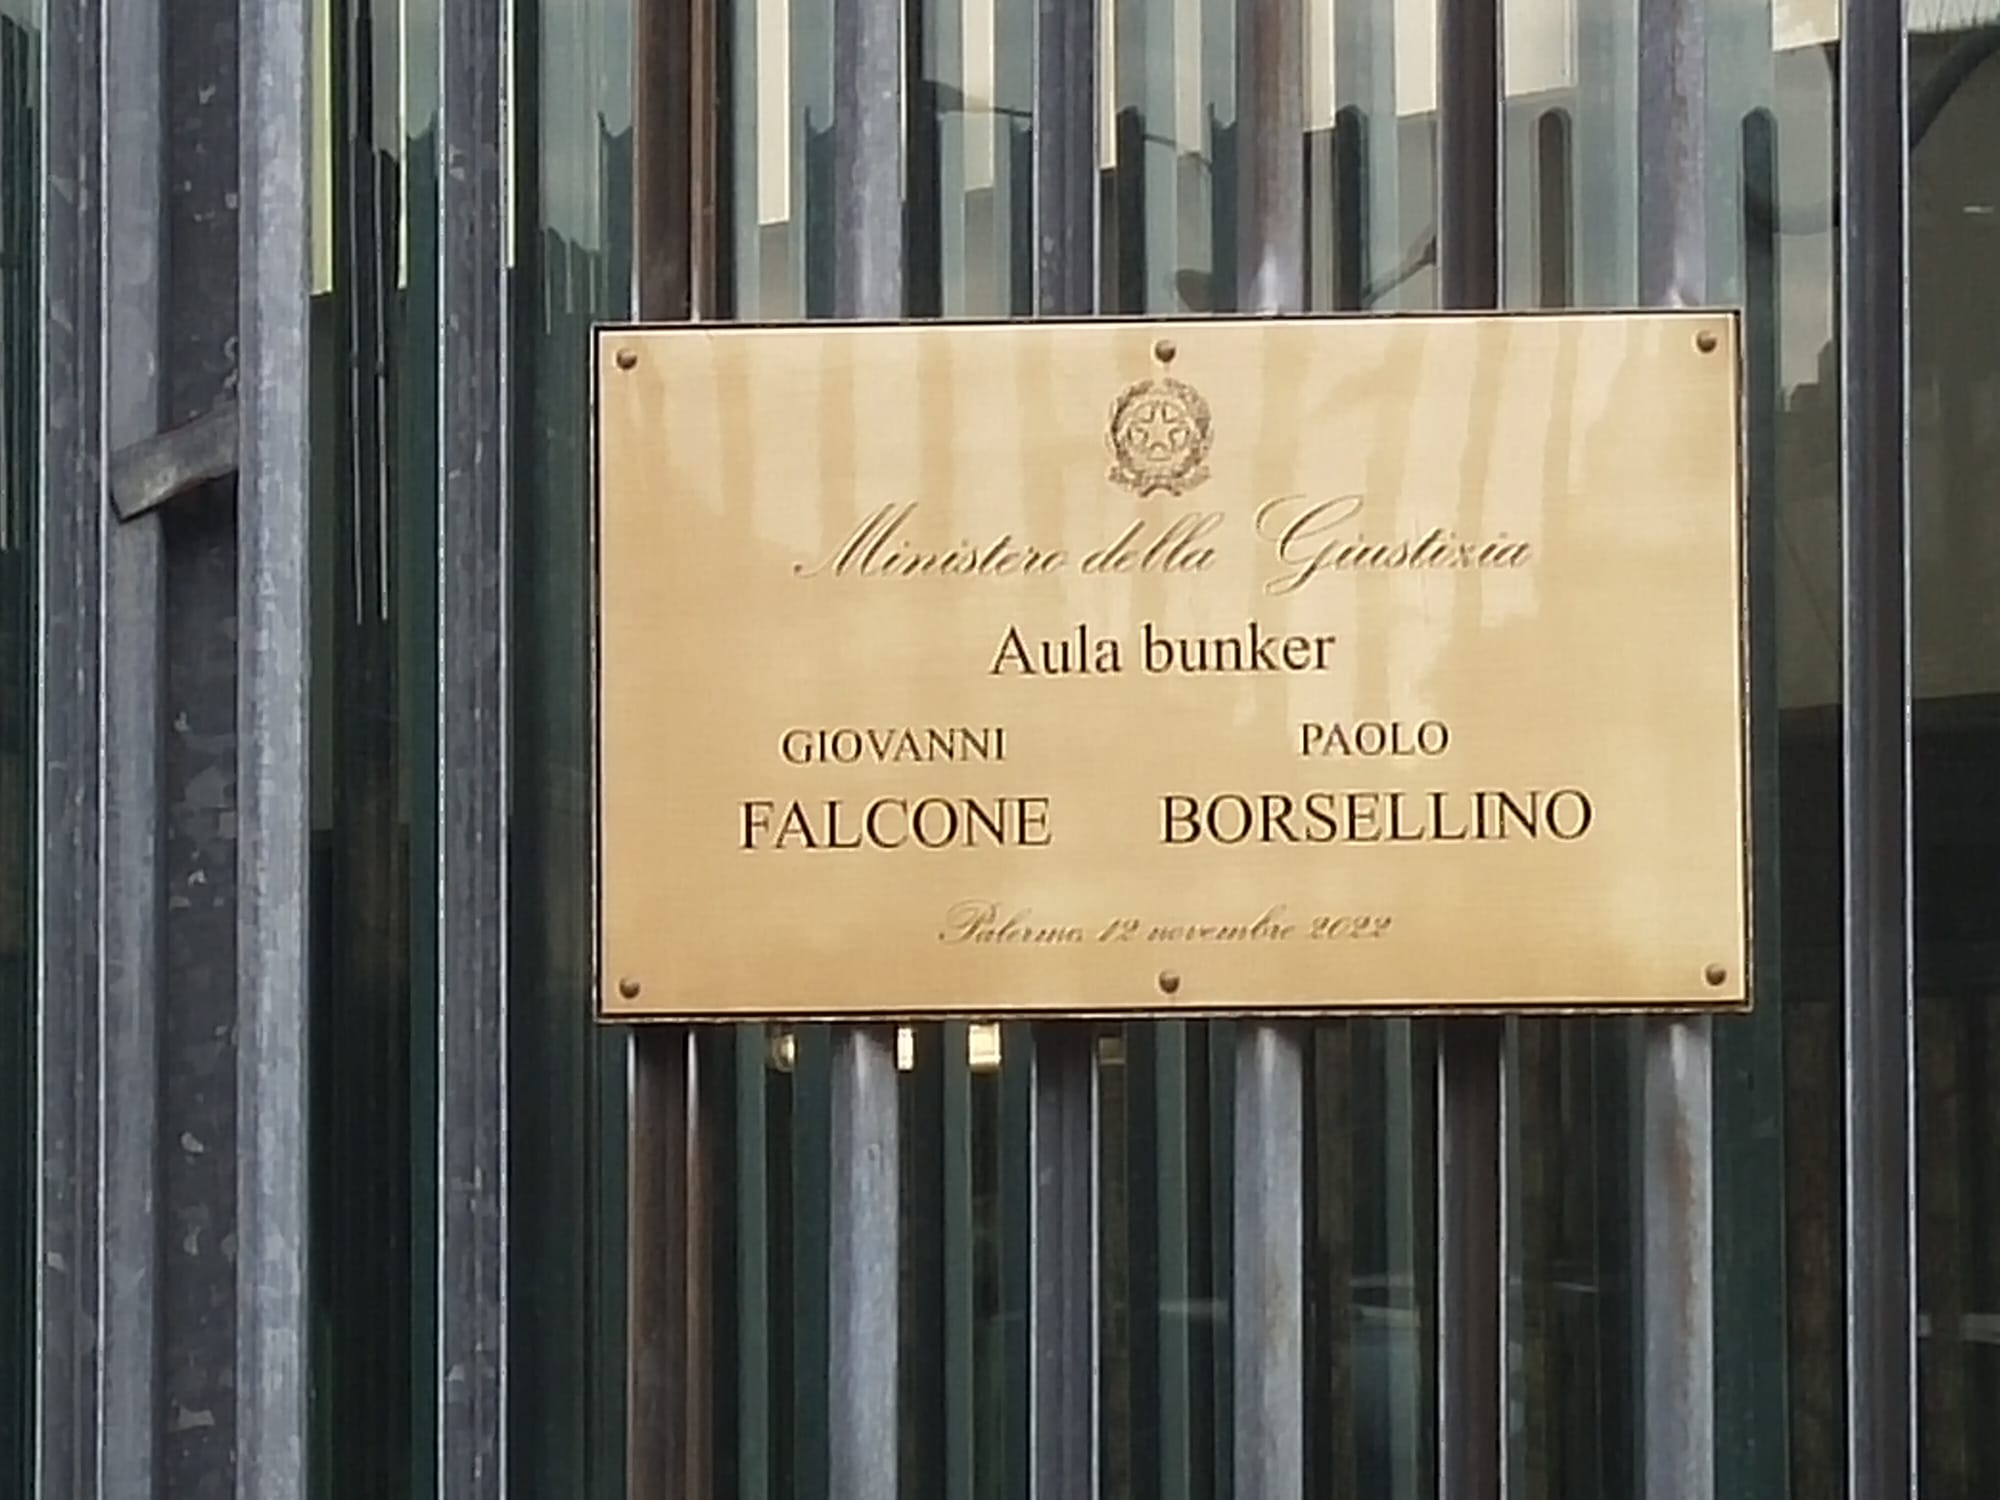 Ministero della Giustizia
Aula bunker
GIOVANNI PAOLO
FALCONE BORSELLINO
Palermo, 12 novembre 2022